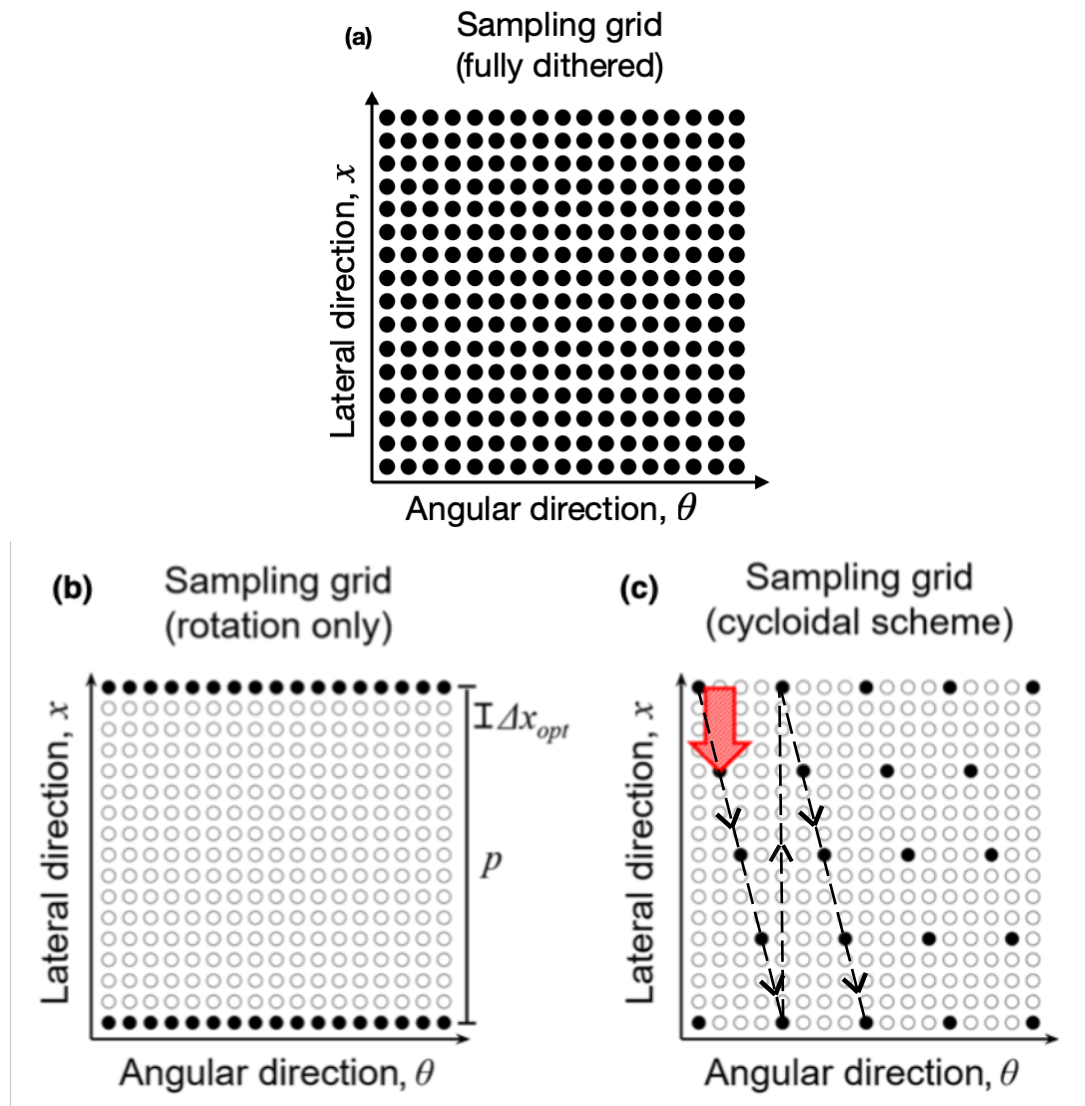 (a)
Sampling grid
(fully dithered)
Lateral direction, x
Angular direction, θ
(b)
Sampling grid
(rotation only)
Δx_opt
p
Lateral direction, x
Angular direction, θ
(c)
Sampling grid
(cycloidal scheme)
Lateral direction, x
Angular direction, θ